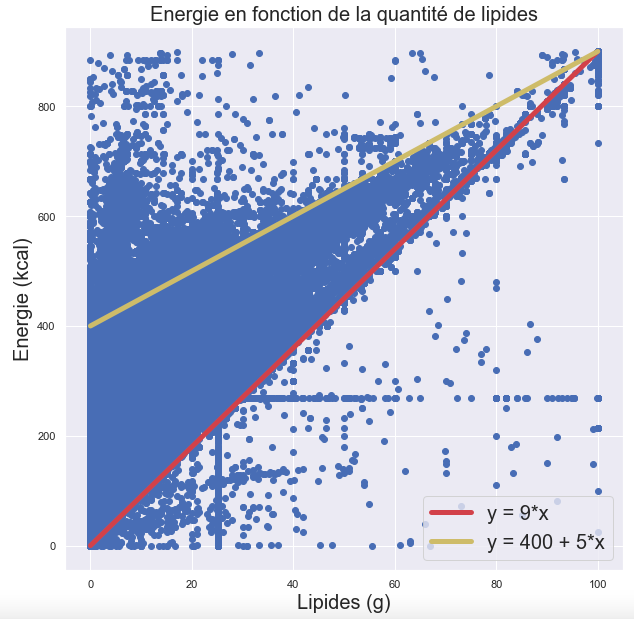 Energie en fonction de la quantité de lipides
Energie (kcal)
800
600
400
200
0
0 20 40 60 80 100
Lipides (g)
y = 9*x
y = 400 + 5*x